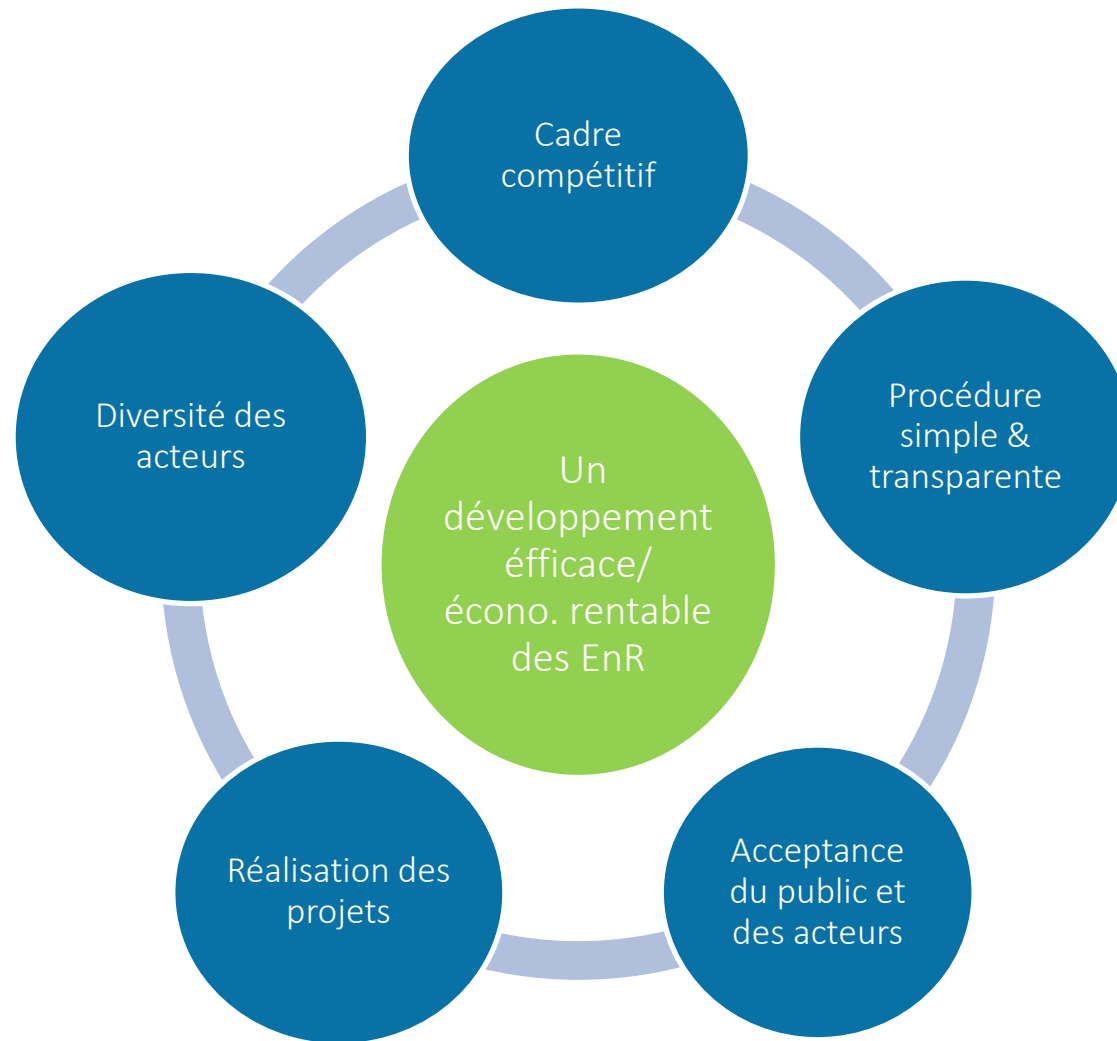 Cadre
compétitif
Procédure
simple &
transparente
Acceptance
du public et
des acteurs
Réalisation des
projets
Diversité des
acteurs
Un
développement
éfficace/
écono. rentable
des EnR